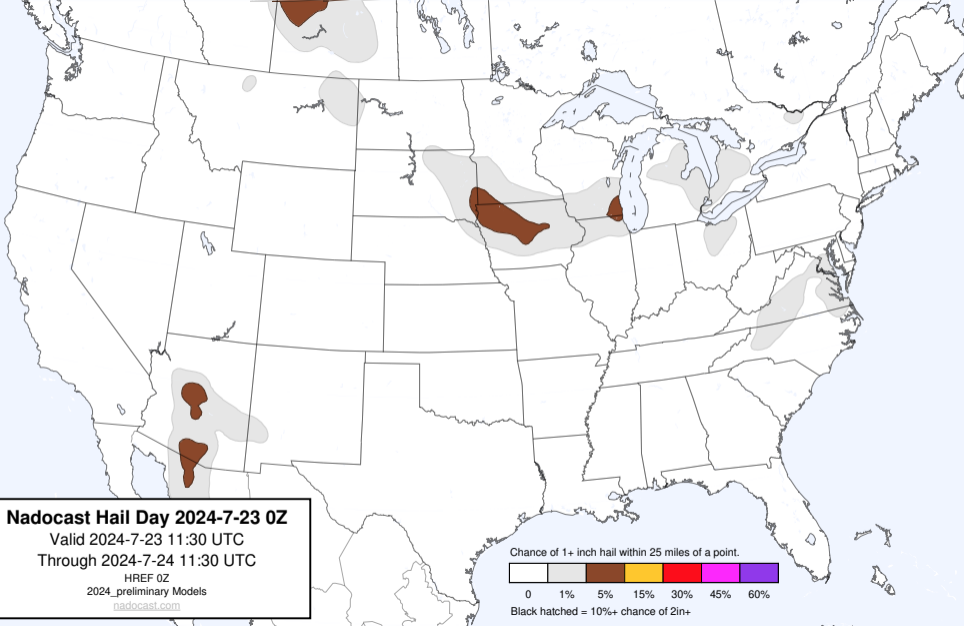 Nadocast Hail Day 2024-7-23 0Z
Valid 2024-7-23 11:30 UTC
Through 2024-7-24 11:30 UTC
HREF 0Z
2024_preliminary Models
nadocast.com
Chance of 1+ inch hail within 25 miles of a point.
0 1% 5% 15% 30% 45% 60%
Black hatched = 10%+ chance of 2in+